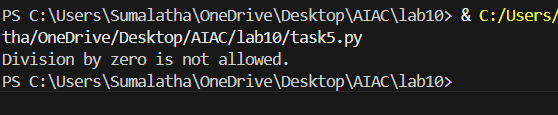 PS C:\Users\Sumalatha\OneDrive\Desktop\AIAC\lab10> & C:/Users/
tha/OneDrive/Desktop/AIAC/lab10/task5.py
Division by zero is not allowed.
PS C:\Users\Sumalatha\OneDrive\Desktop\AIAC\lab10>